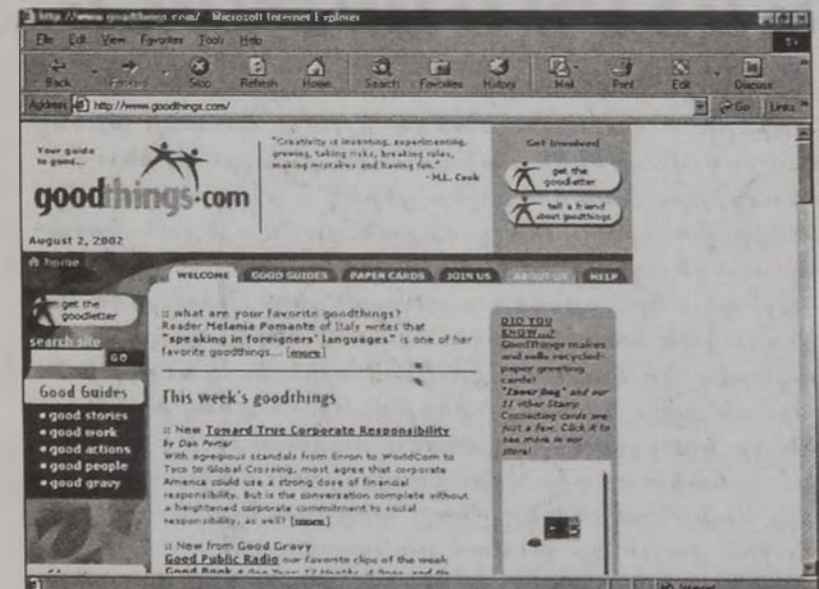 http://www.goodthings.com/ Microsoft Internet Explorer
File Edit View Favorites Tools Help
Back Forward Stop Refresh Home Search Favorites History Mail Print Edit Discuss
Address http://www.goodthings.com/ Go Links
Your guide
to good...
goodthings.com
August 2, 2002
"Creativity is inventing, experimenting,
growing, taking risks, breaking rules,
making mistakes and having fun."
- M.L. Cook
Get Involved
get the
goodletter
tell a friend
about goodthings
home
WELCOME GOOD GUIDES PAPER CARDS JOIN US ABOUT US HELP
get the
goodletter
search site
GO
Good Guides
good stories
good work
good actions
good people
good gravy
:: what are your favorite goodthings?
Reader Melania Pomante of Italy writes that
"speaking in foreigners' languages" is one of her
favorite goodthings... [more]
This week's goodthings
:: New Toward True Corporate Responsibility
by Dan Porter
With egregious scandals from Enron to WorldCom to
Tyco to Global Crossing, most agree that corporate
America could use a strong dose of financial
responsibility. But is the conversation complete without
a heightened corporate commitment to social
responsibility, as well? [more]
:: New from Good Gravy
Good Public Radio our favorite clips of the week
Good Book
DID YOU
KNOW...?
GoodThings makes
and sells recycled-
paper greeting
cards!
"Inner Dog" and our
11 other Starry
Connecting cards are
just a few. Click it to
see more in our
store!